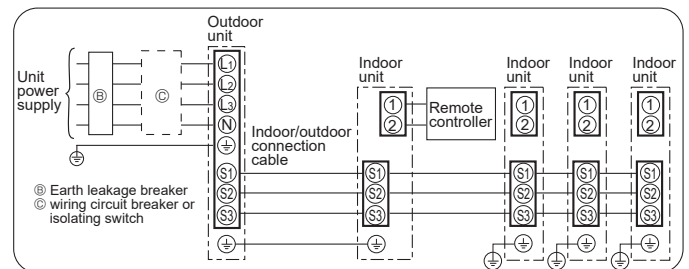 Outdoor
unit
Unit
power
supply
Ⓑ
Ⓒ
L1
L2
L3
N
S1
S2
S3
Indoor/outdoor
connection
cable
Indoor
unit
1
2
Remote
controller
S1
S2
S3
Indoor
unit
1
2
S1
S2
S3
Indoor
unit
1
2
S1
S2
S3
Indoor
unit
1
2
S1
S2
S3
Ⓑ Earth leakage breaker
Ⓒ wiring circuit breaker or
isolating switch